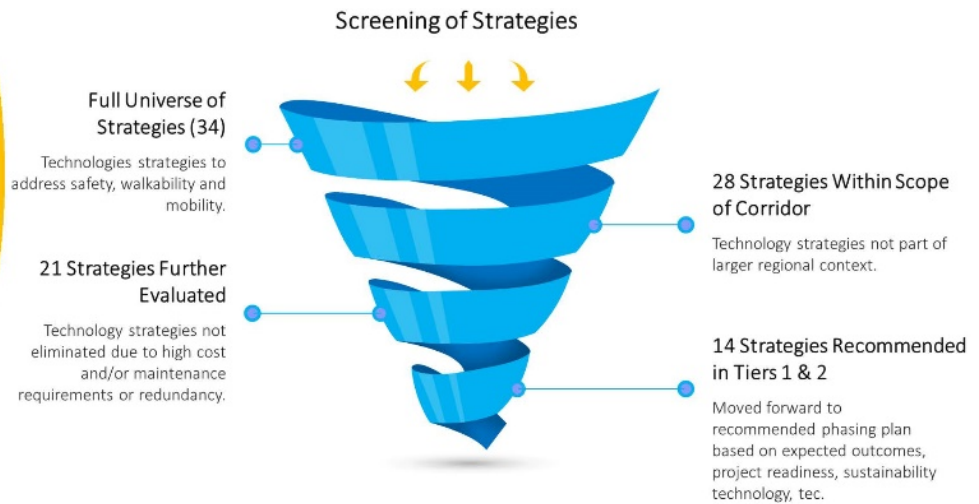 Screening of Strategies
Full Universe of
Strategies (34)
Technologies strategies to
address safety, walkability and
mobility.
28 Strategies Within Scope
of Corridor
Technology strategies not part of
larger regional context.
21 Strategies Further
Evaluated
Technology strategies not
eliminated due to high cost
and/or maintenance
requirements or redundancy.
14 Strategies Recommended
in Tiers 1 & 2
Moved forward to
recommended phasing plan
based on expected outcomes,
project readiness, sustainability
technology, tec.